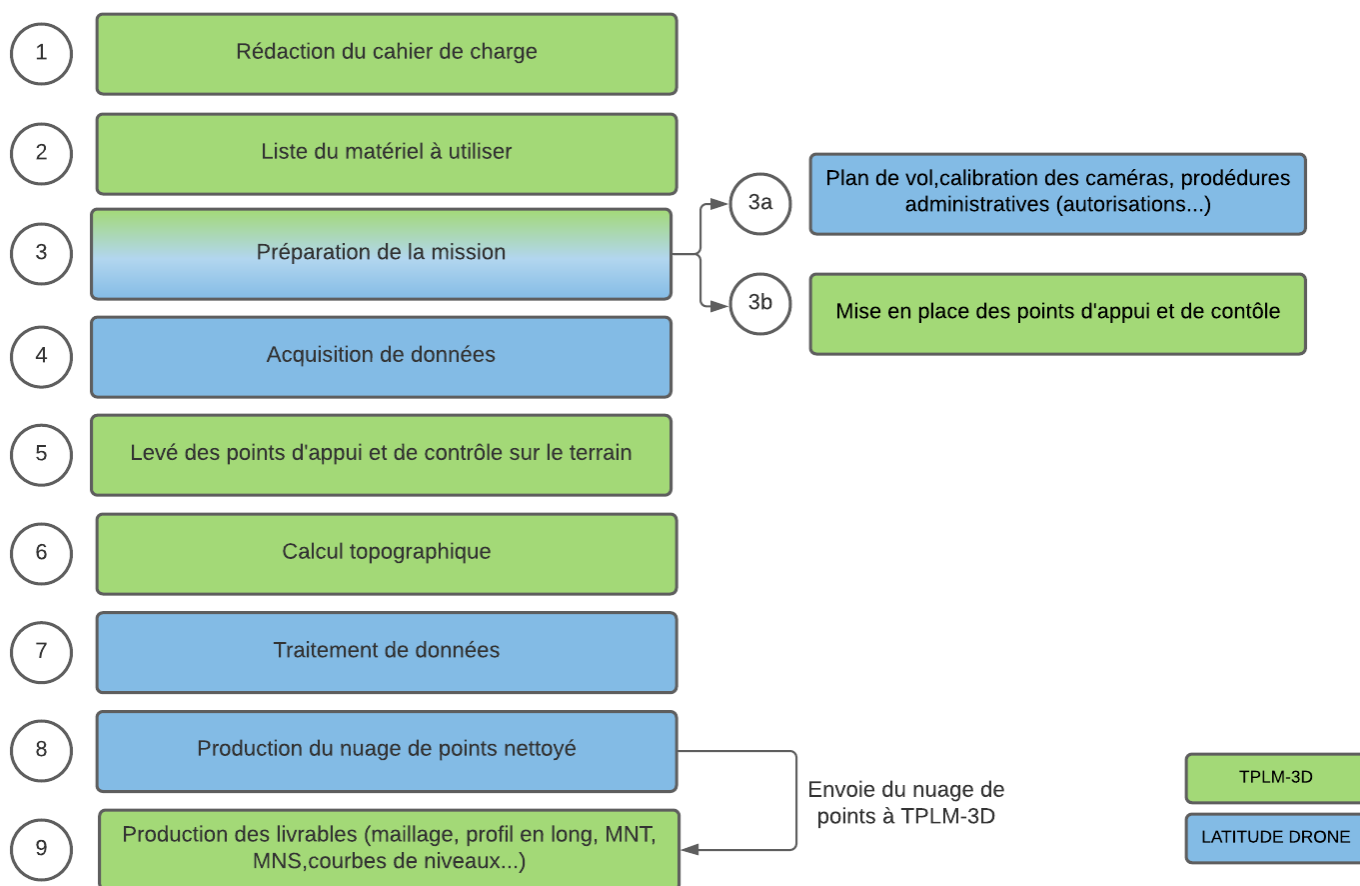 1
Rédaction du cahier de charge
2
Liste du matériel à utiliser
3
Préparation de la mission
3a
Plan de vol,calibration des caméras, prodédures
administratives (autorisations...)
3b
Mise en place des points d'appui et de contôle
4
Acquisition de données
5
Levé des points d'appui et de contrôle sur le terrain
6
Calcul topographique
7
Traitement de données
8
Production du nuage de points nettoyé
Envoie du nuage de
points à TPLM-3D
9
Production des livrables (maillage, profil en long, MNT,
MNS,courbes de niveaux...)
TPLM-3D
LATITUDE DRONE